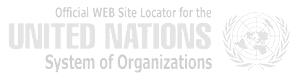 Official WEB Site Locator for the
UNITED NATIONS
System of Organizations